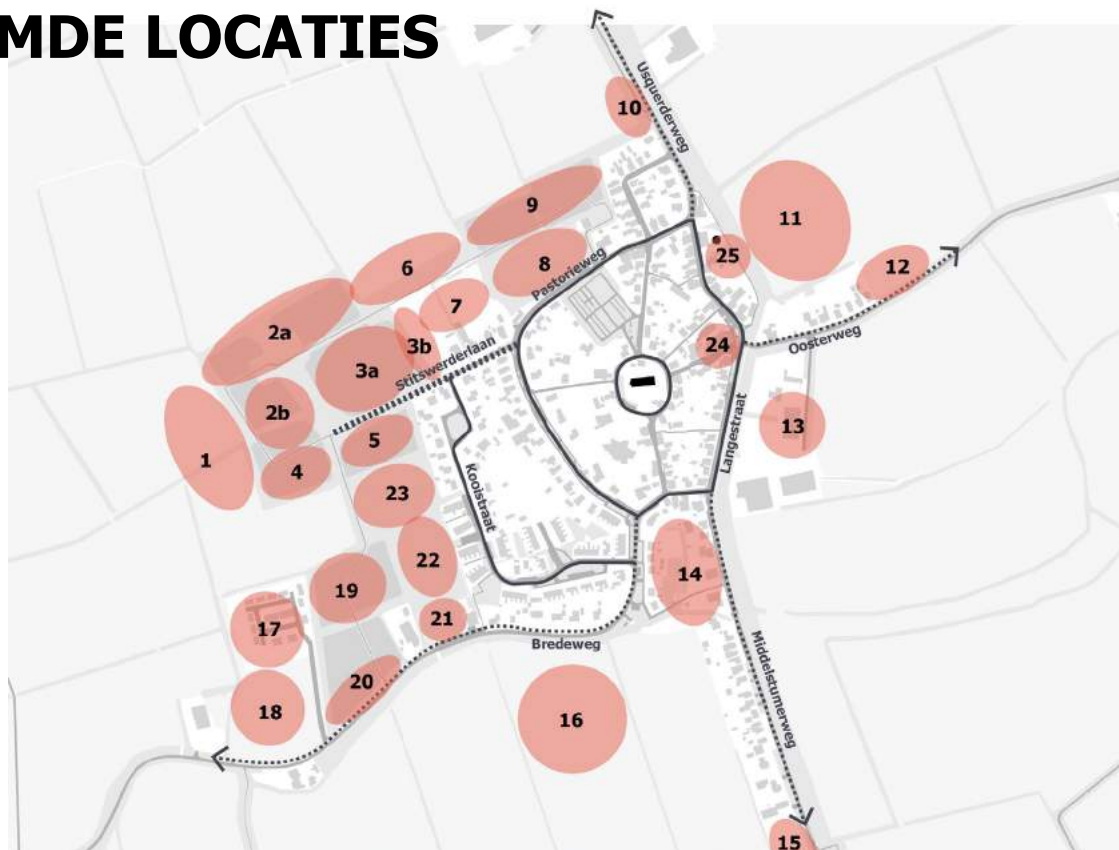 MDE LOCATIES
10
Usquerderweg
9
11
25
8
Pastorieweg
12
6
7
2a
3b
24
Oosterweg
3a
Stitswerderlaan
2b
Langestraat
13
5
1
4
23
Kooistraat
22
14
19
21
17
Bredeweg
Middelstumerweg
20
18
16
15